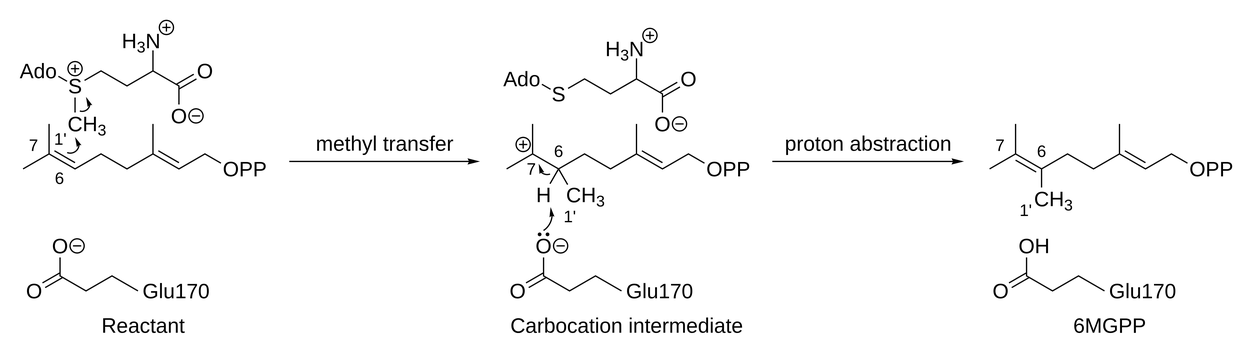 H₃N⊕
Ado S⊕ O
O⊖
1' CH₃
7
6
OPP
O⊖
O Glu170
Reactant
methyl transfer
H₃N⊕
Ado S O
O⊖
⊕ 6
7
OPP
H CH₃
1'
O⊖
O Glu170
Carbocation intermediate
proton abstraction
7 6
OPP
1' CH₃
OH
O Glu170
6MGPP